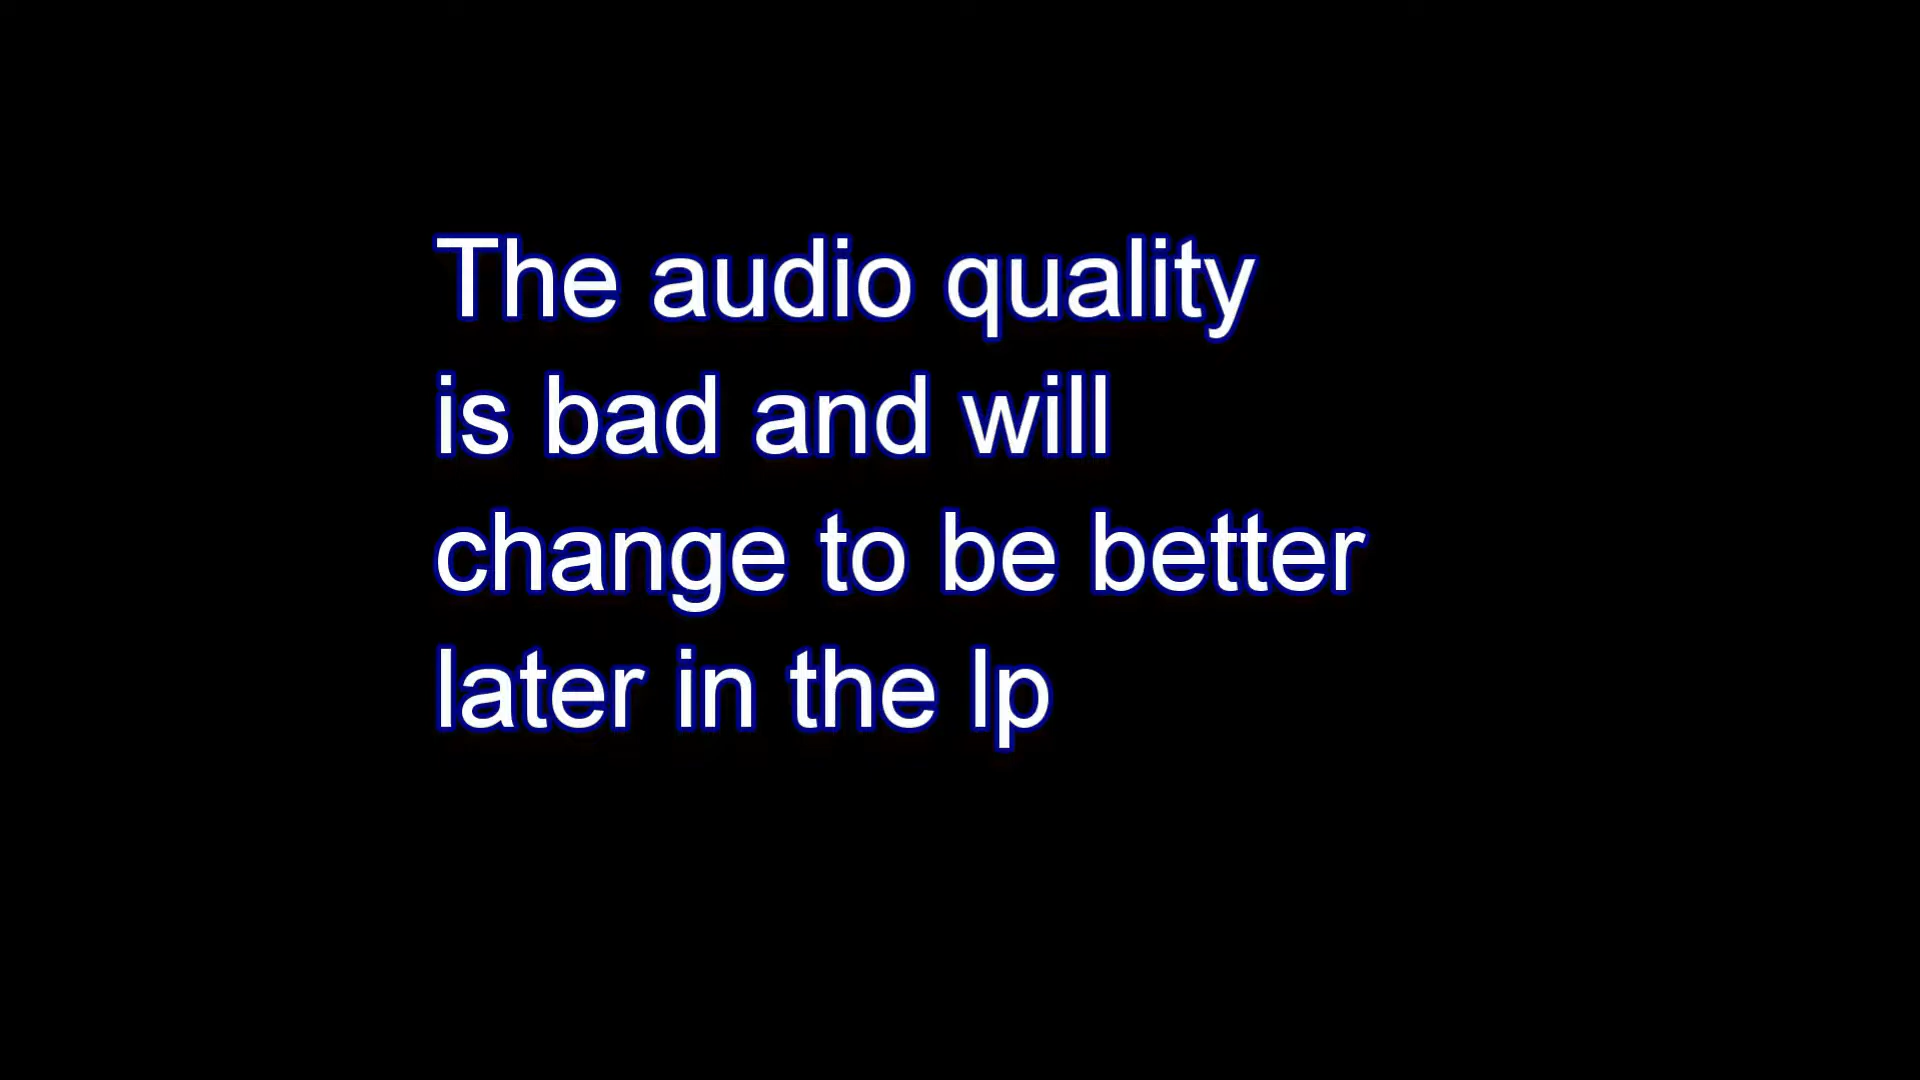 The audio quality
is bad and will
change to be better
later in the lp